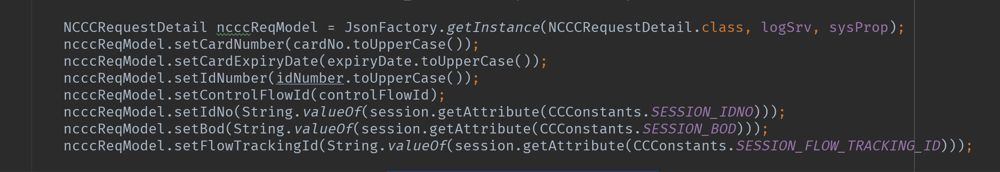 NCCCRequestDetail ncccReqModel = JsonFactory.getInstance(NCCCRequestDetail.class, logSrv, sysProp);
ncccReqModel.setCardNumber(cardNo.toUpperCase());
ncccReqModel.setCardExpiryDate(expiryDate.toUpperCase());
ncccReqModel.setIdNumber(idNumber.toUpperCase());
ncccReqModel.setControlFlowId(controlFlowId);
ncccReqModel.setIdNo(String.valueOf(session.getAttribute(CCConstants.SESSION_IDNO)));
ncccReqModel.setBod(String.valueOf(session.getAttribute(CCConstants.SESSION_BOD)));
ncccReqModel.setFlowTrackingId(String.valueOf(session.getAttribute(CCConstants.SESSION_FLOW_TRACKING_ID)));